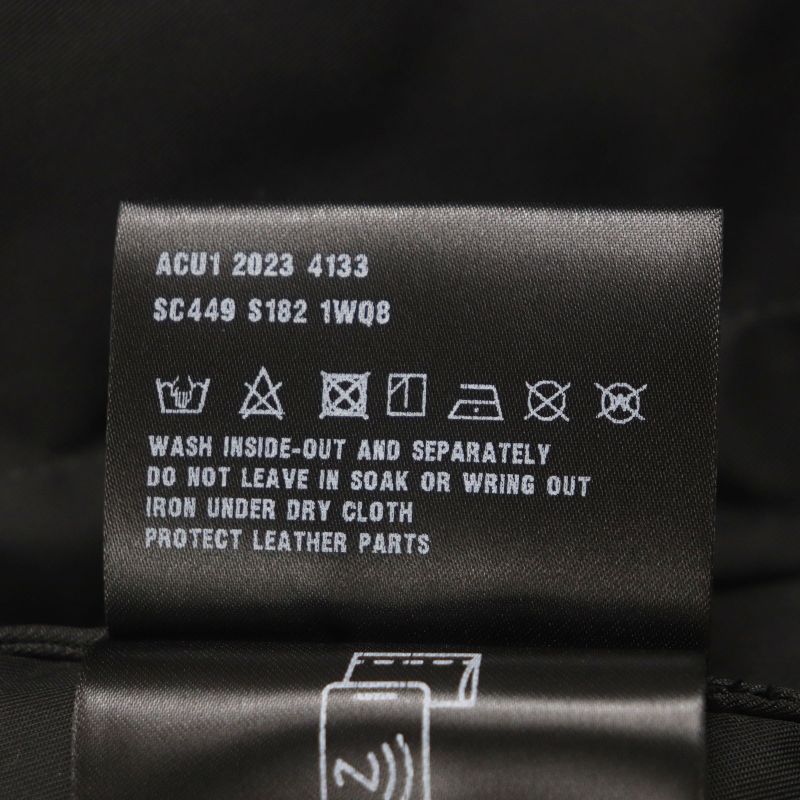 ACU1 2023 4133
SC449 S182 1WQ8
WASH INSIDE-OUT AND SEPARATELY
DO NOT LEAVE IN SOAK OR WRING OUT
IRON UNDER DRY CLOTH
PROTECT LEATHER PARTS